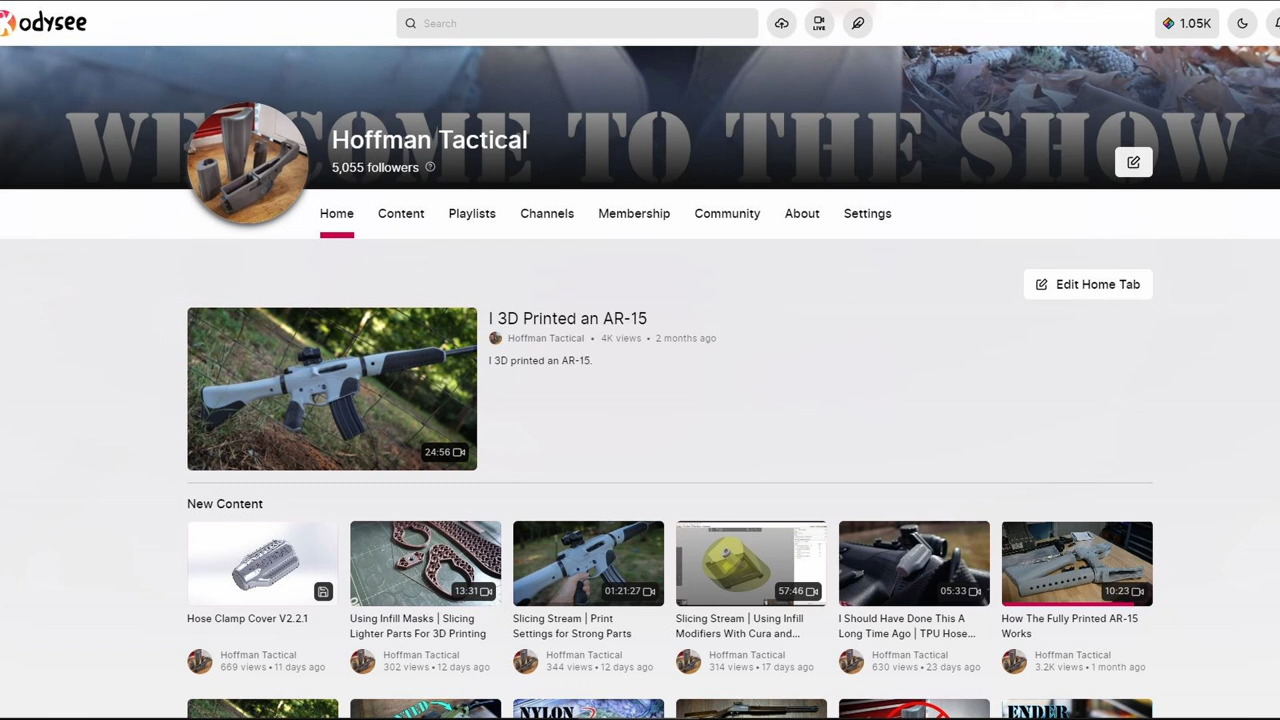 odysee
Search
LIVE
1.05K
WELCOME TO THE SHOW
Hoffman Tactical
5,055 followers
Home
Content
Playlists
Channels
Membership
Community
About
Settings
Edit Home Tab
I 3D Printed an AR-15
Hoffman Tactical • 4K views • 2 months ago
I 3D printed an AR-15.
24:56
New Content
13:31
01:21:27
57:46
05:33
10:23
Hose Clamp Cover V2.2.1
Hoffman Tactical
669 views • 11 days ago
Using Infill Masks | Slicing
Lighter Parts For 3D Printing
Hoffman Tactical
302 views • 12 days ago
Slicing Stream | Print
Settings for Strong Parts
Hoffman Tactical
344 views • 12 days ago
Slicing Stream | Using Infill
Modifiers With Cura and...
Hoffman Tactical
314 views • 17 days ago
I Should Have Done This A
Long Time Ago | TPU Hose...
Hoffman Tactical
630 views • 23 days ago
How The Fully Printed AR-15
Works
Hoffman Tactical
3.2K views • 1 month ago
NYLON
ENDER